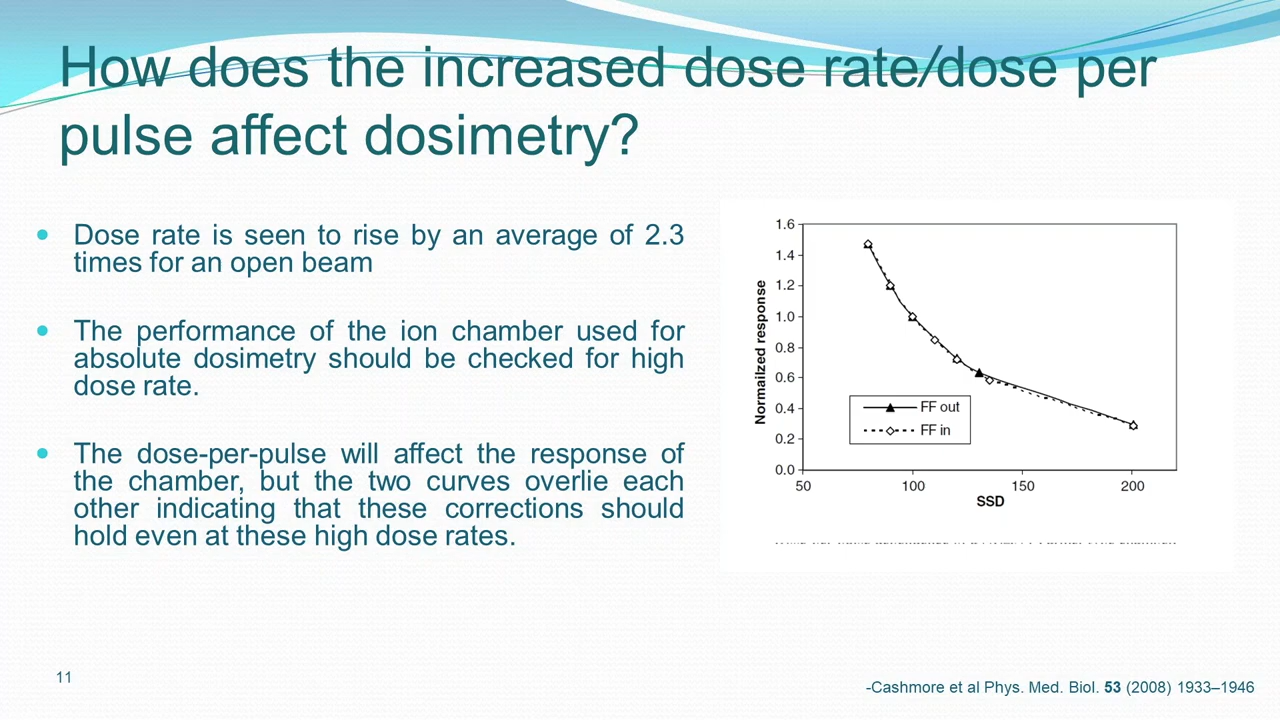 How does the increased dose rate/dose per
pulse affect dosimetry?
Dose rate is seen to rise by an average of 2.3
times for an open beam
The performance of the ion chamber used for
absolute dosimetry should be checked for high
dose rate.
The dose-per-pulse will affect the response of
the chamber, but the two curves overlie each
other indicating that these corrections should
hold even at these high dose rates.
1.6
1.4
1.2
1.0
0.8
0.6
0.4
0.2
0.0
Normailzed response
FF out
FF in
50 100 150 200
SSD
11
-Cashmore et al Phys. Med. Biol. 53 (2008) 1933–1946